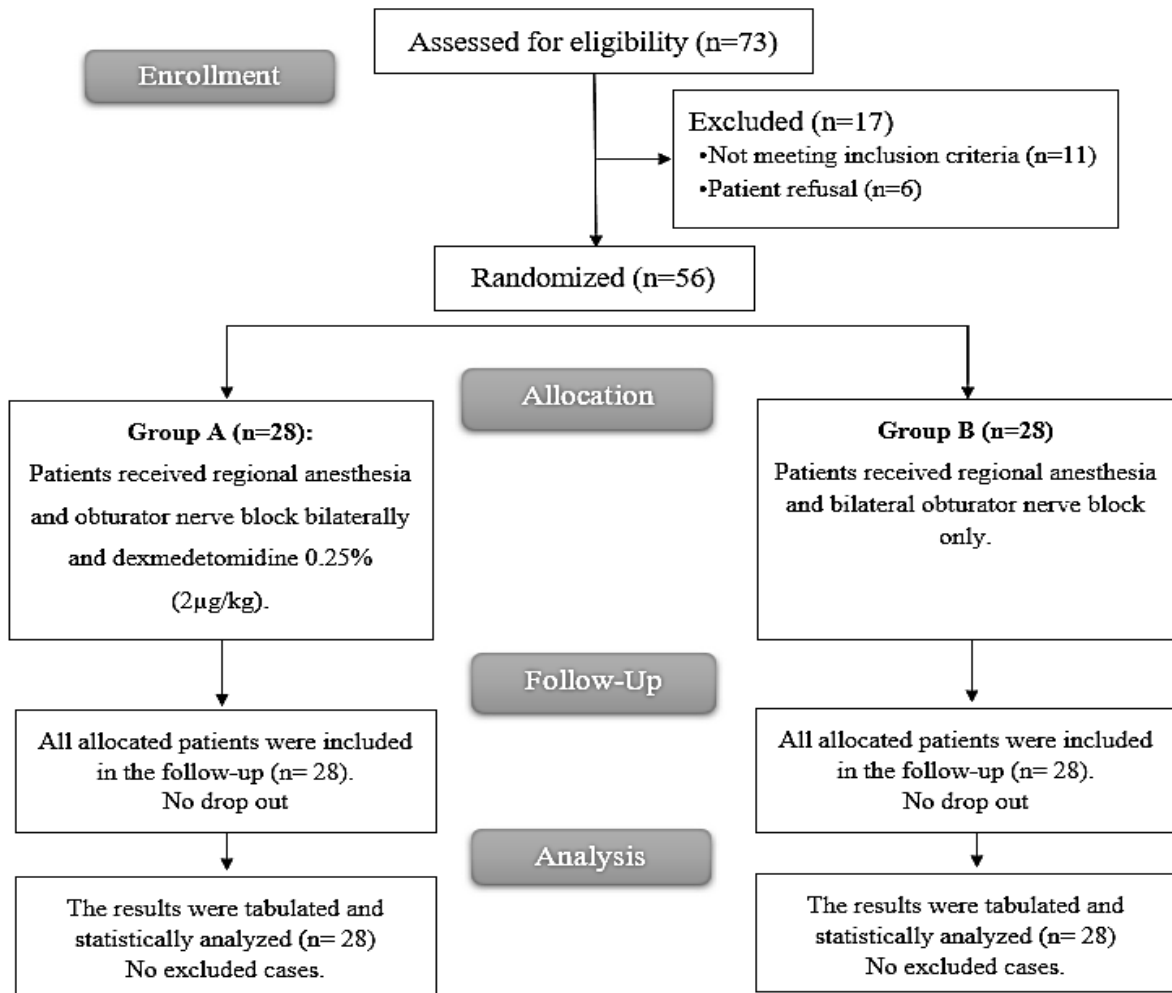 Assessed for eligibility (n=73)
Enrollment
Excluded (n=17)
•Not meeting inclusion criteria (n=11)
•Patient refusal (n=6)
Randomized (n=56)
Allocation
Group A (n=28):
Patients received regional anesthesia
and obturator nerve block bilaterally
and dexmedetomidine 0.25%
(2µg/kg).
Group B (n=28)
Patients received regional anesthesia
and bilateral obturator nerve block
only.
Follow-Up
All allocated patients were included
in the follow-up (n= 28).
No drop out
All allocated patients were included
in the follow-up (n= 28).
No drop out
Analysis
The results were tabulated and
statistically analyzed (n= 28)
No excluded cases.
The results were tabulated and
statistically analyzed (n= 28)
No excluded cases.